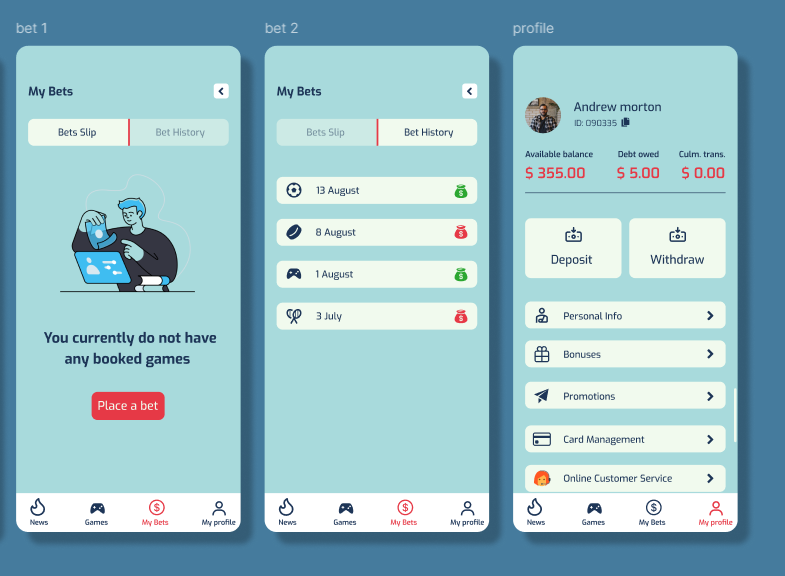 bet 1
My Bets
Bets Slip
Bet History
You currently do not have
any booked games
Place a bet
News
Games
My Bets
My profile
bet 2
My Bets
Bets Slip
Bet History
13 August
8 August
1 August
3 July
News
Games
My Bets
My profile
profile
Andrew morton
ID: 090335
Available balance
Debt owed
Culm. trans.
$ 355.00
$ 5.00
$ 0.00
Deposit
Withdraw
Personal Info
Bonuses
Promotions
Card Management
Online Customer Service
News
Games
My Bets
My profile